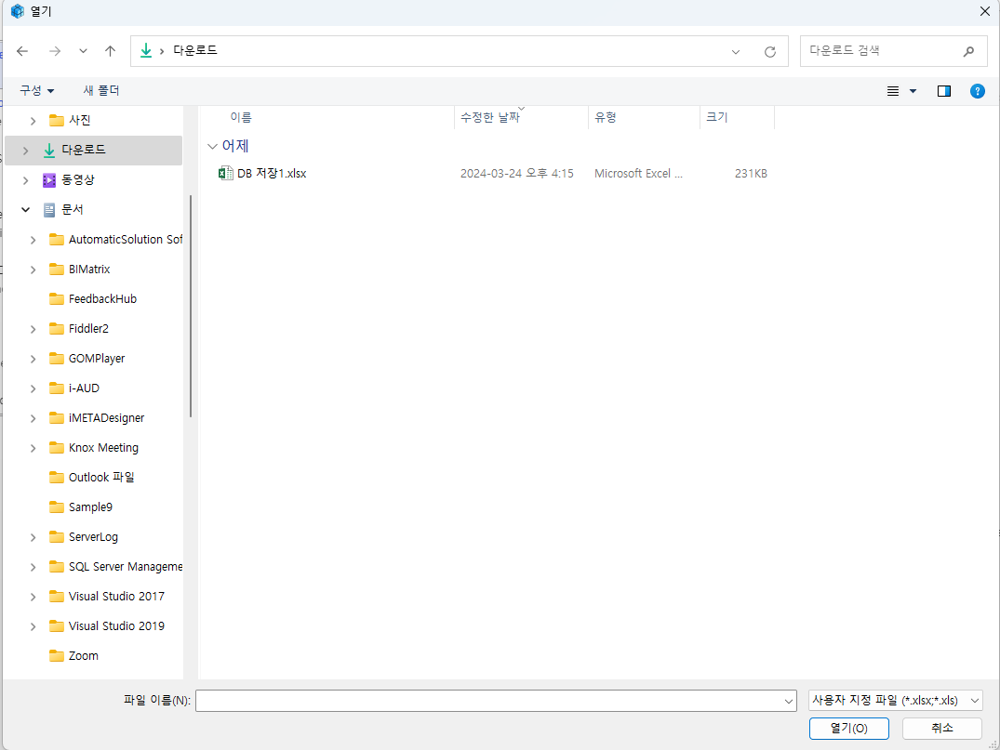 열기
다운로드
다운로드 검색
구성
새 폴더
이름
수정한 날짜
유형
크기
사진
다운로드
동영상
문서
AutomaticSolution Sof
BIMatrix
FeedbackHub
Fiddler2
GOMPlayer
i-AUD
iMETADesigner
Knox Meeting
Outlook 파일
Sample9
ServerLog
SQL Server Manageme
Visual Studio 2017
Visual Studio 2019
Zoom
어제
DB 저장1.xlsx 2024-03-24 오후 4:15 Microsoft Excel ... 231KB
파일 이름(N):
사용자 지정 파일 (*.xlsx;*.xls)
열기(O)
취소